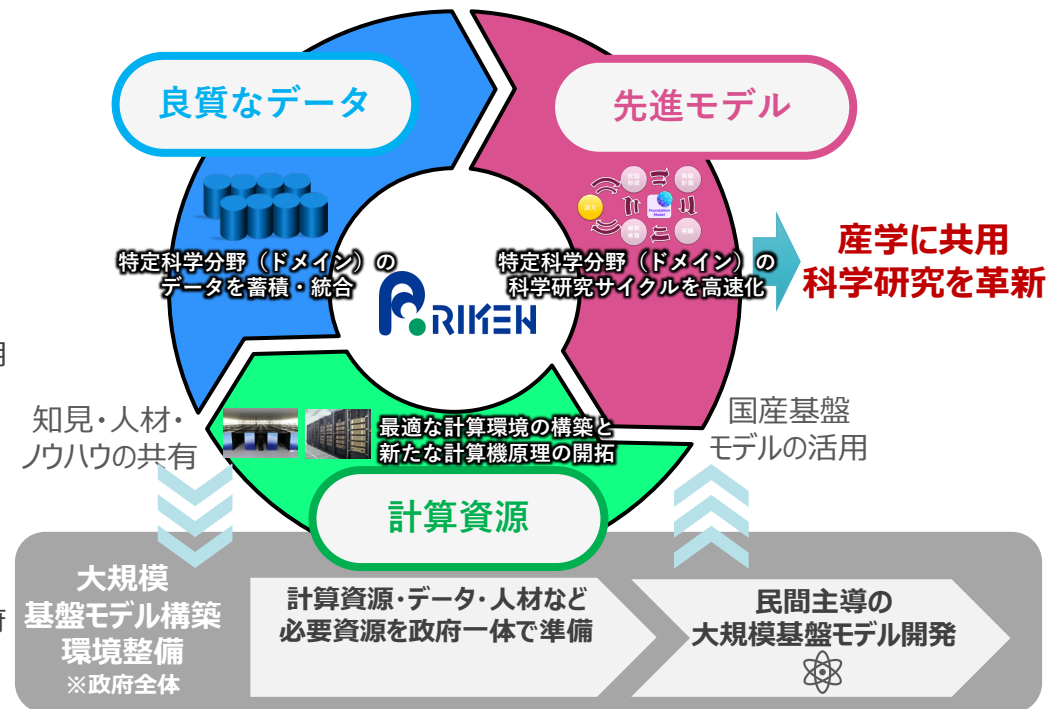 良質なデータ
先進モデル
Foundation
Model
特定科学分野（ドメイン）の
データを蓄積・統合
特定科学分野（ドメイン）の
科学研究サイクルを高速化
産学に共用
科学研究を革新
RIKEN
知見・人材・
ノウハウの共有
最適な計算環境の構築と
新たな計算機原理の開拓
国産基盤
モデルの活用
計算資源
大規模
基盤モデル構築
環境整備
※政府全体
計算資源・データ・人材など
必要資源を政府一体で準備
民間主導の
大規模基盤モデル開発